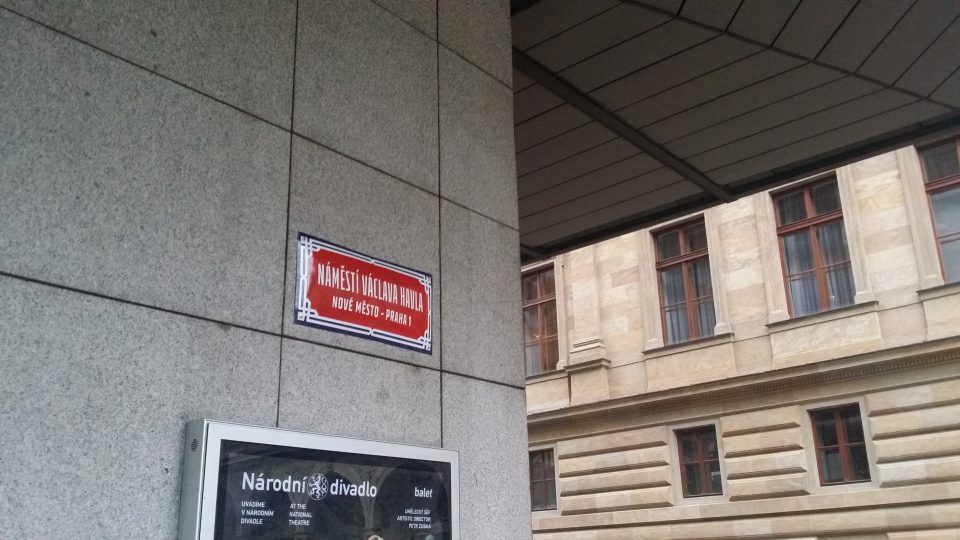 NÁMĚSTÍ VÁCLAVA HAVLA
NOVÉ MĚSTO - PRAHA 1
Národní divadlo
balet
UVÁDÍME
V NÁRODNÍM
DIVADLE
AT THE
NATIONAL
THEATRE
UMĚLECKÝ ŠÉF
ARTISTIC DIRECTOR
PETR ZUSKA